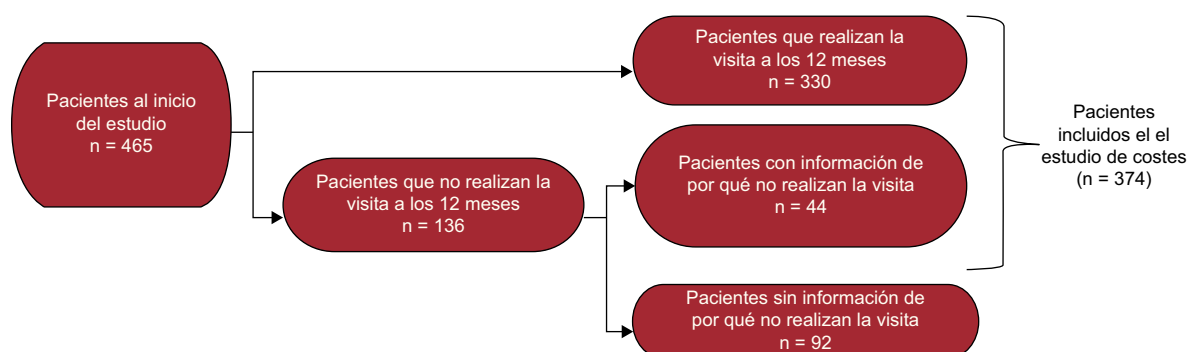 Pacientes al inicio
del estudio
n = 465
Pacientes que realizan la
visita a los 12 meses
n = 330
Pacientes que no realizan la
visita a los 12 meses
n = 136
Pacientes con información de
por qué no realizan la visita
n = 44
Pacientes sin información de
por qué no realizan la visita
n = 92
Pacientes
incluidos el el
estudio de costes
(n = 374)